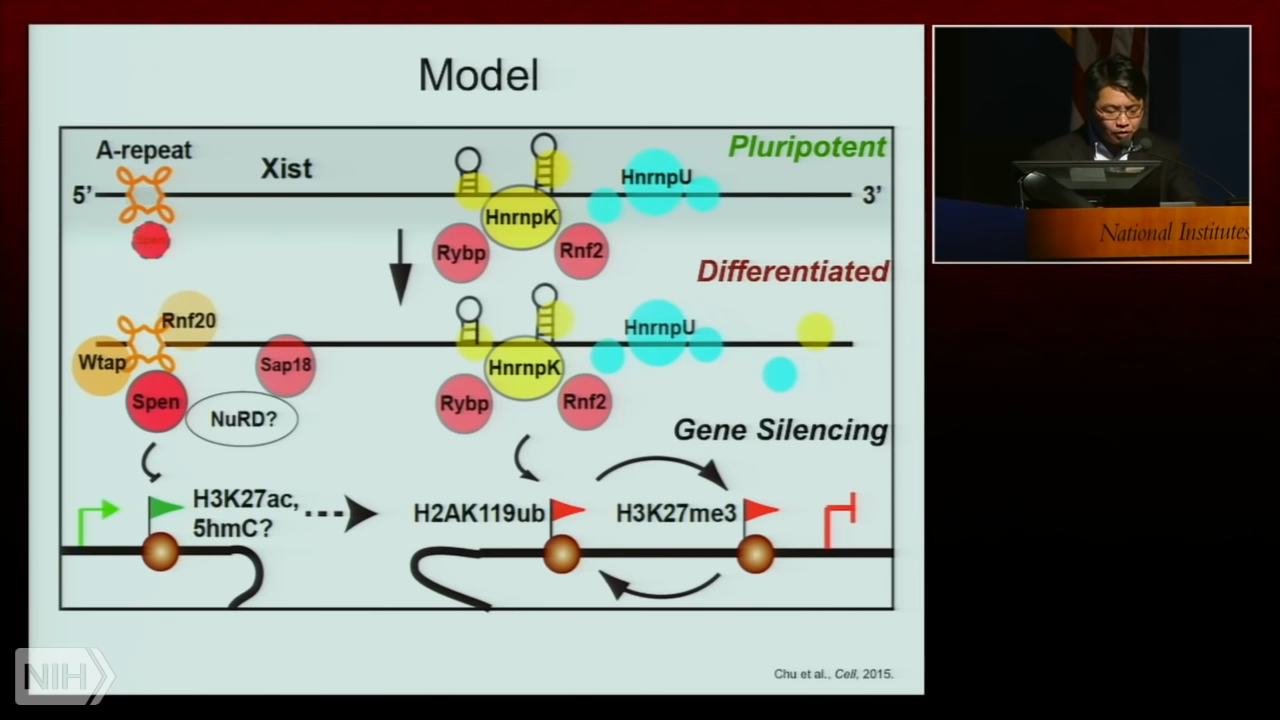 Model
A-repeat
Xist
Pluripotent
5’
3’
HnrnpU
HnrnpK
Spen
Rybp
Rnf2
Differentiated
Rnf20
HnrnpU
Wtap
Sap18
HnrnpK
Spen
NuRD?
Rybp
Rnf2
Gene Silencing
H3K27ac,
5hmC?
H2AK119ub
H3K27me3
Chu et al., Cell, 2015.
National Institutes
NIH